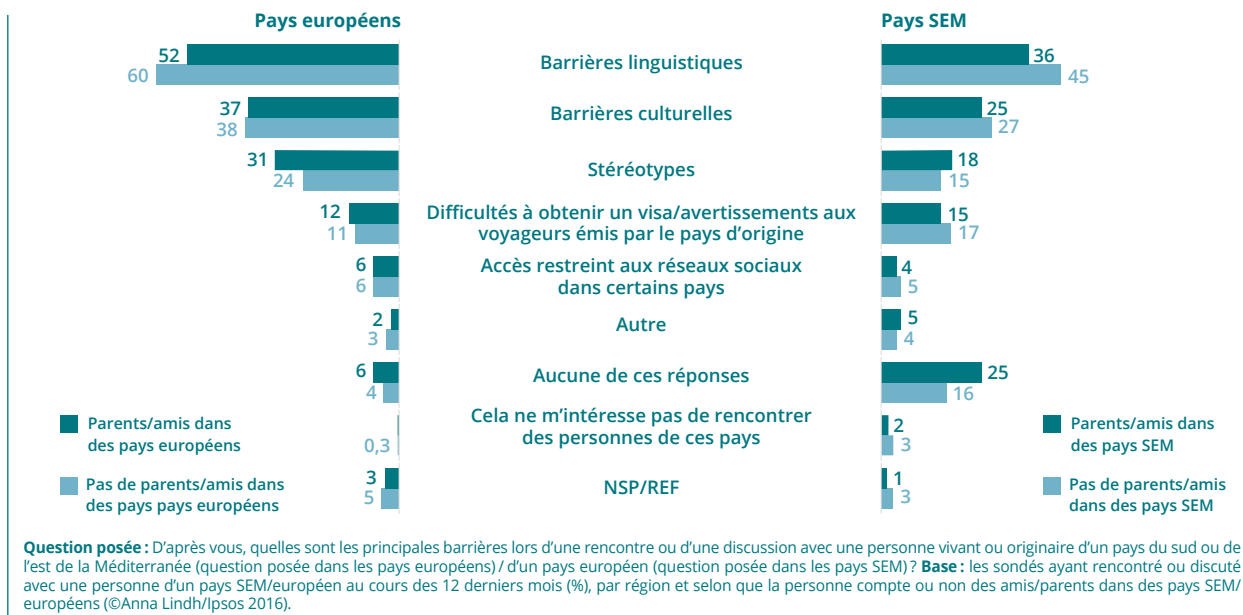 Pays européens
Pays SEM
52
60
Barrières linguistiques
36
45
37
38
Barrières culturelles
25
27
31
24
Stéréotypes
18
15
12
11
Difficultés à obtenir un visa/avertissements aux
voyageurs émis par le pays d'origine
15
17
6
6
Accès restreint aux réseaux sociaux
dans certains pays
4
5
2
3
Autre
5
4
6
4
Aucune de ces réponses
25
16
0,3
Cela ne m'intéresse pas de rencontrer
des personnes de ces pays
2
3
3
5
NSP/REF
1
3
Parents/amis dans
des pays européens
Pas de parents/amis dans
des pays pays européens
Parents/amis dans
des pays SEM
Pas de parents/amis
dans des pays SEM
Question posée : D'après vous, quelles sont les principales barrières lors d'une rencontre ou d'une discussion avec une personne vivant ou originaire d'un pays du sud ou de
l'est de la Méditerranée (question posée dans les pays européens) / d'un pays européen (question posée dans les pays SEM) ? Base : les sondés ayant rencontré ou discuté
avec une personne d'un pays SEM/européen au cours des 12 derniers mois (%), par région et selon que la personne compte ou non des amis/parents dans des pays SEM/
européens (©Anna Lindh/Ipsos 2016).